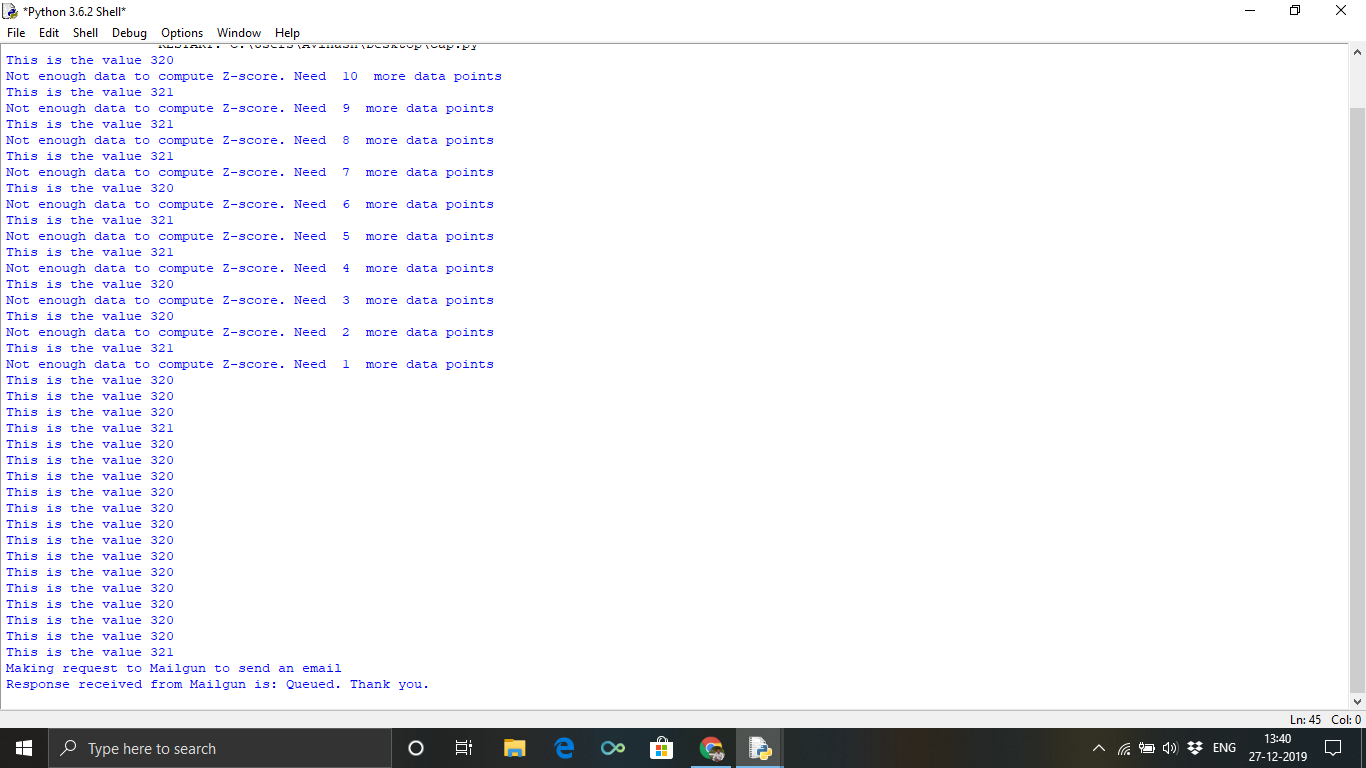 *Python 3.6.2 Shell*
File Edit Shell Debug Options Window Help
RESTART: C:\Users\Avinash\Desktop\Cap.py
This is the value 320
Not enough data to compute Z-score. Need  10  more data points
This is the value 321
Not enough data to compute Z-score. Need  9  more data points
This is the value 321
Not enough data to compute Z-score. Need  8  more data points
This is the value 321
Not enough data to compute Z-score. Need  7  more data points
This is the value 320
Not enough data to compute Z-score. Need  6  more data points
This is the value 321
Not enough data to compute Z-score. Need  5  more data points
This is the value 321
Not enough data to compute Z-score. Need  4  more data points
This is the value 320
Not enough data to compute Z-score. Need  3  more data points
This is the value 320
Not enough data to compute Z-score. Need  2  more data points
This is the value 321
Not enough data to compute Z-score. Need  1  more data points
This is the value 320
This is the value 320
This is the value 320
This is the value 321
This is the value 320
This is the value 320
This is the value 320
This is the value 320
This is the value 320
This is the value 320
This is the value 320
This is the value 320
This is the value 320
This is the value 320
This is the value 320
This is the value 320
This is the value 320
This is the value 321
Making request to Mailgun to send an email
Response received from Mailgun is: Queued. Thank you.
Ln: 45 Col: 0
Type here to search
ENG
13:40
27-12-2019